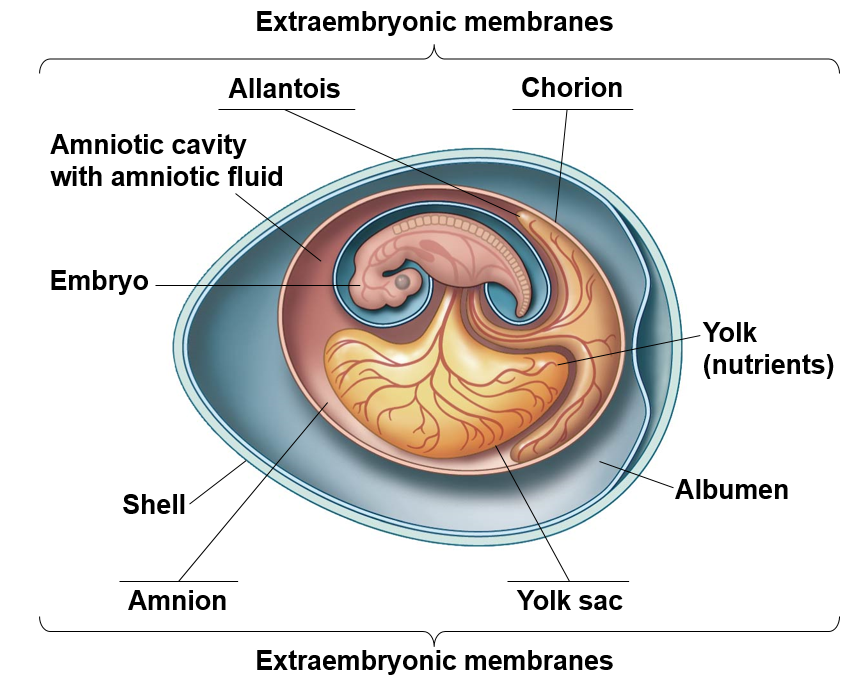 Extraembryonic membranes
Allantois
Chorion
Amniotic cavity
with amniotic fluid
Embryo
Yolk
(nutrients)
Shell
Albumen
Amnion
Yolk sac
Extraembryonic membranes